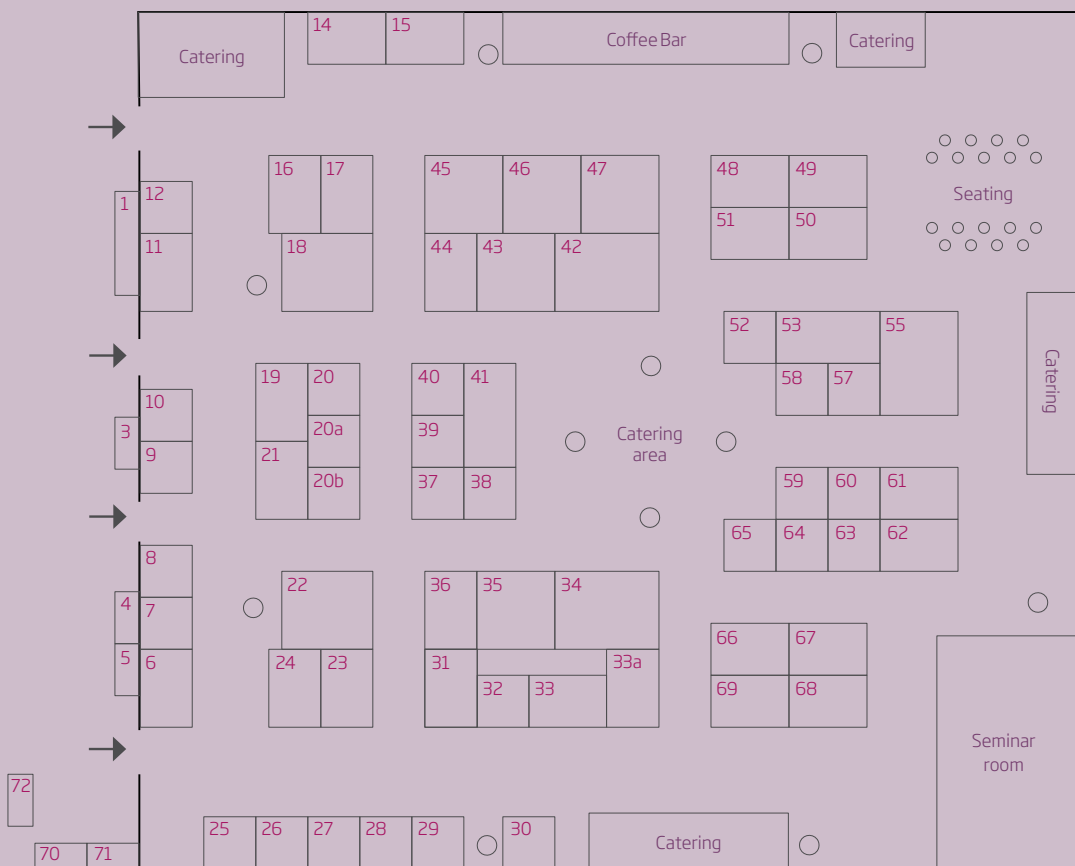 14 15 Coffee Bar Catering
Catering
16 17 45 46 47 48 49
12
1
Seating
51 50
11 18 44 43 42
52 53 55
19 20 40 41
58 57
Catering
10
3
20a 39
Catering
area
9 21
20b 37 38 59 60 61
65 64 63 62
8
22 36 35 34
4
7
66 67
5 6 24 23 31 33a
32 33 69 68
Seminar
room
72
25 26 27 28 29 30
Catering
70 71